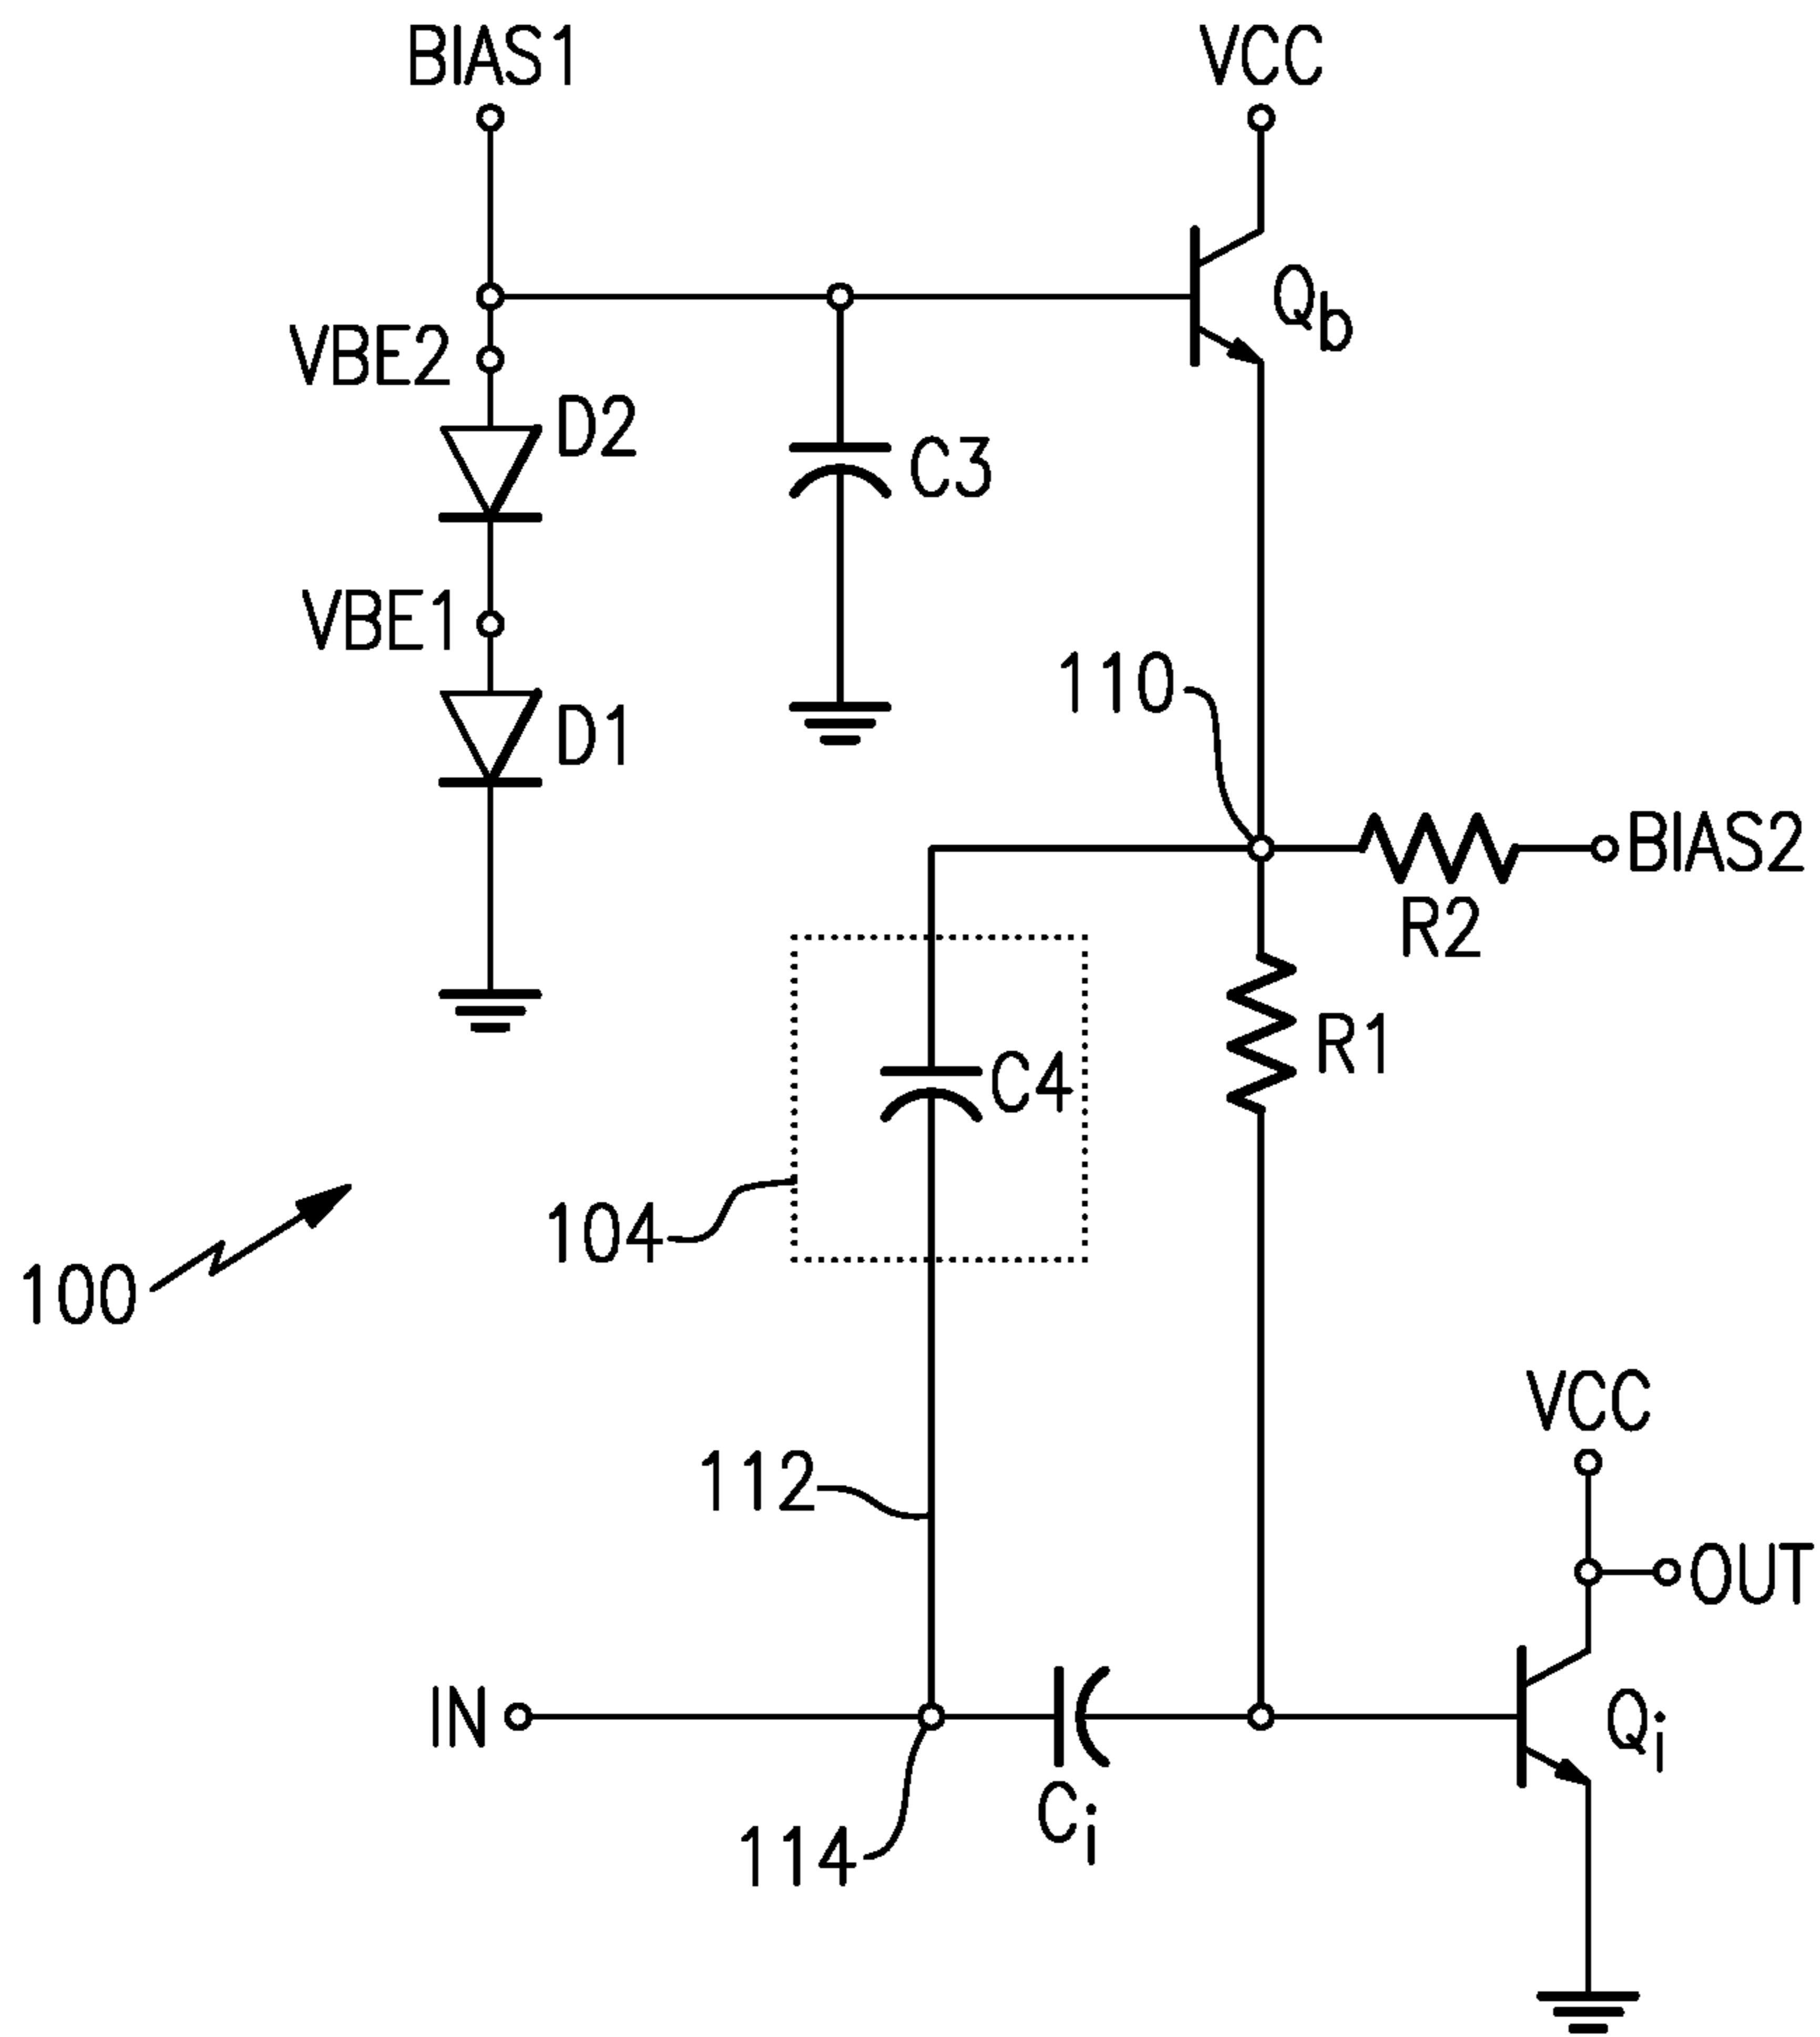 BIAS1
VCC
Qb
VBE2
D2
C3
VBE1
110
D1
BIAS2
R2
R1
C4
104
100
VCC
112
OUT
IN
Qi
Ci
114